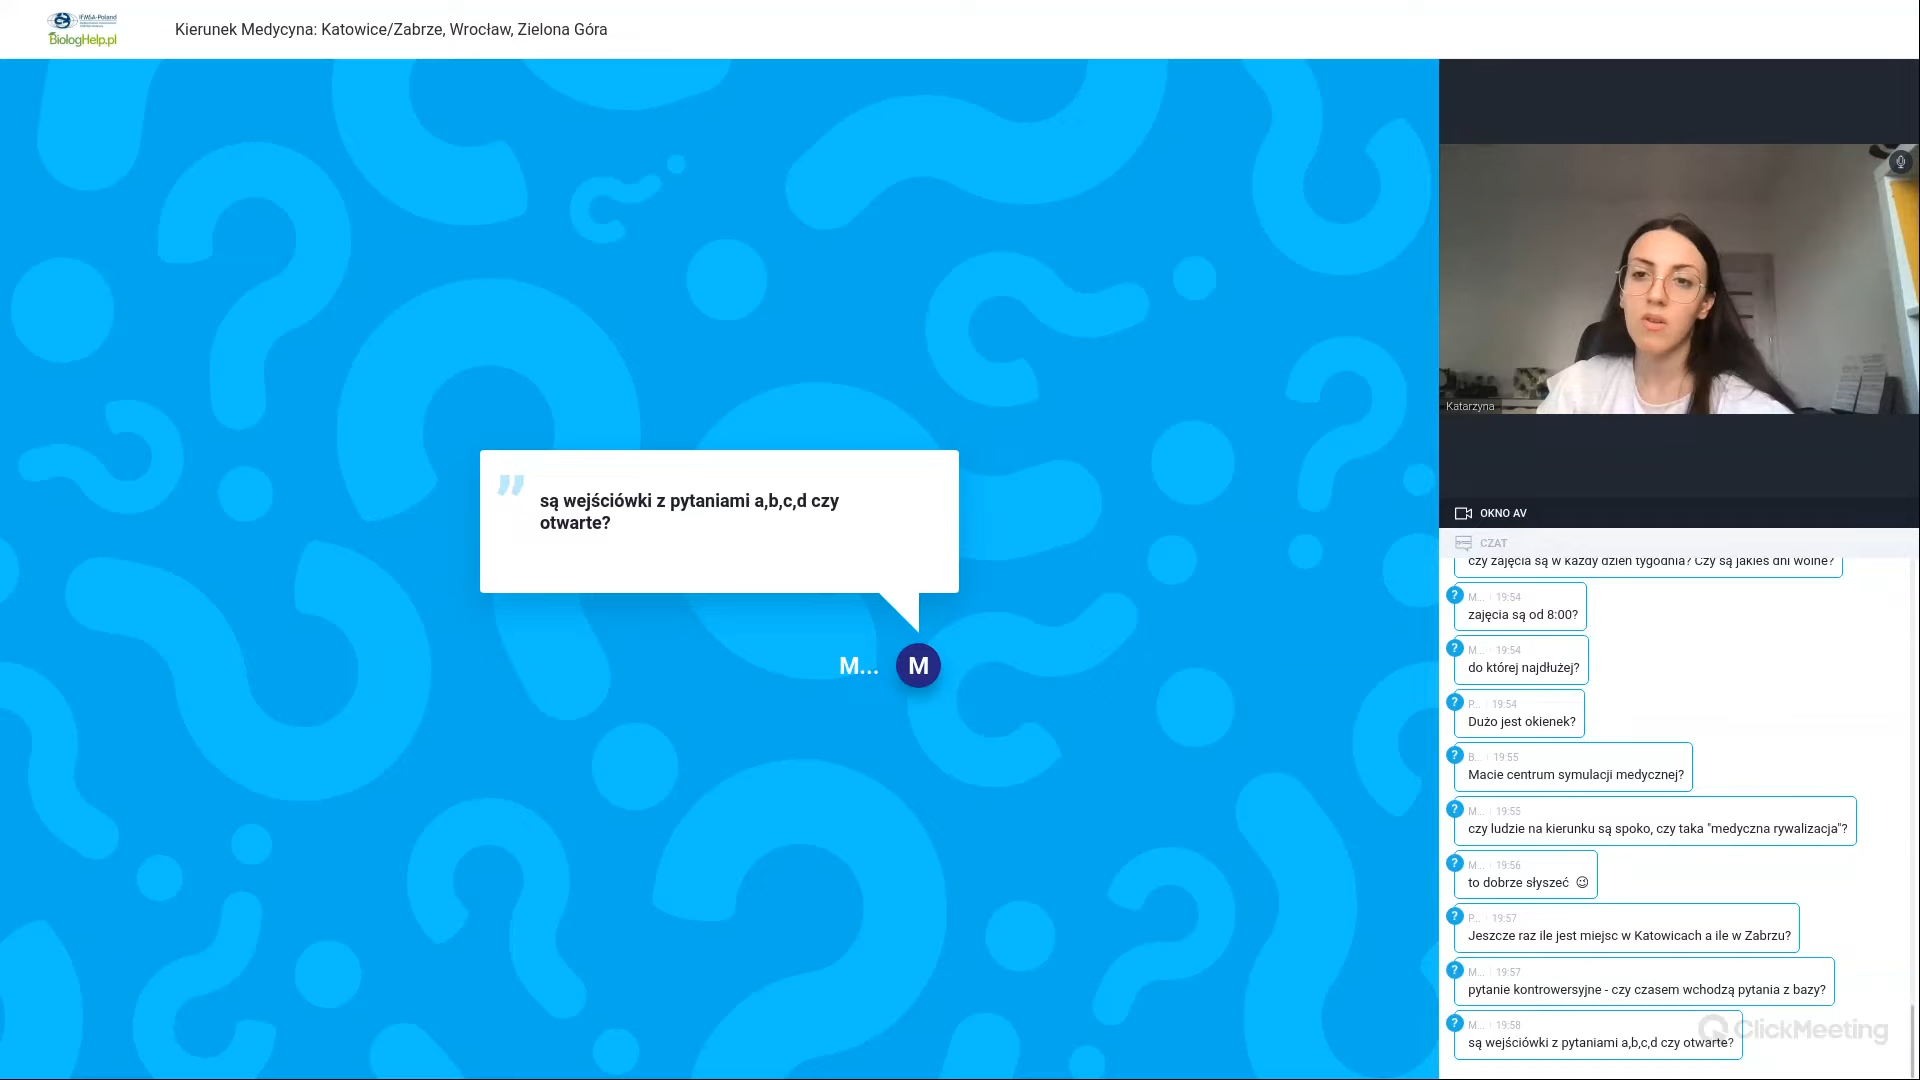 IFMSA-Poland
BiologHelp.pl
Kierunek Medycyna: Katowice/Zabrze, Wrocław, Zielona Góra
są wejściówki z pytaniami a,b,c,d czy
otwarte?
M...
M
Katarzyna
OKNO AV
CZAT
czy zajęcia są w każdy dzień tygodnia? Czy są jakieś dni wolne?
? M... 19:54
zajęcia są od 8:00?
? M... 19:54
do której najdłużej?
? P... 19:54
Dużo jest okienek?
? B... 19:55
Macie centrum symulacji medycznej?
? M... 19:55
czy ludzie na kierunku są spoko, czy taka "medyczna rywalizacja"?
? M... 19:56
to dobrze słyszeć
? P... 19:57
Jeszcze raz ile jest miejsc w Katowicach a ile w Zabrzu?
? M... 19:57
pytanie kontrowersyjne - czy czasem wchodzą pytania z bazy?
? M... 19:58
są wejściówki z pytaniami a,b,c,d czy otwarte?
ClickMeeting